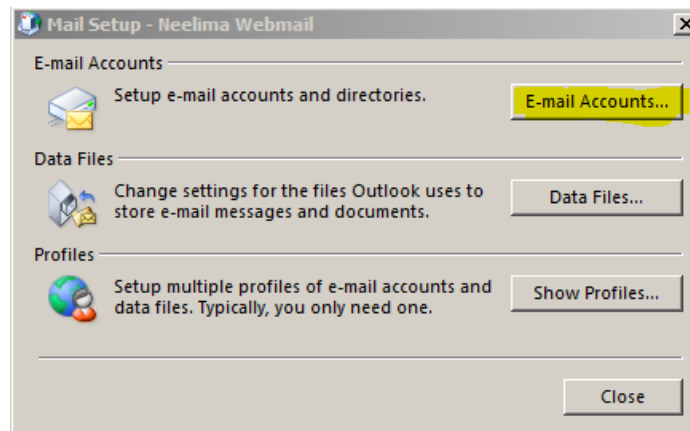 Mail Setup - Neelima Webmail
E-mail Accounts
Setup e-mail accounts and directories.
E-mail Accounts...
Data Files
Change settings for the files Outlook uses to
store e-mail messages and documents.
Data Files...
Profiles
Setup multiple profiles of e-mail accounts and
data files. Typically, you only need one.
Show Profiles...
Close